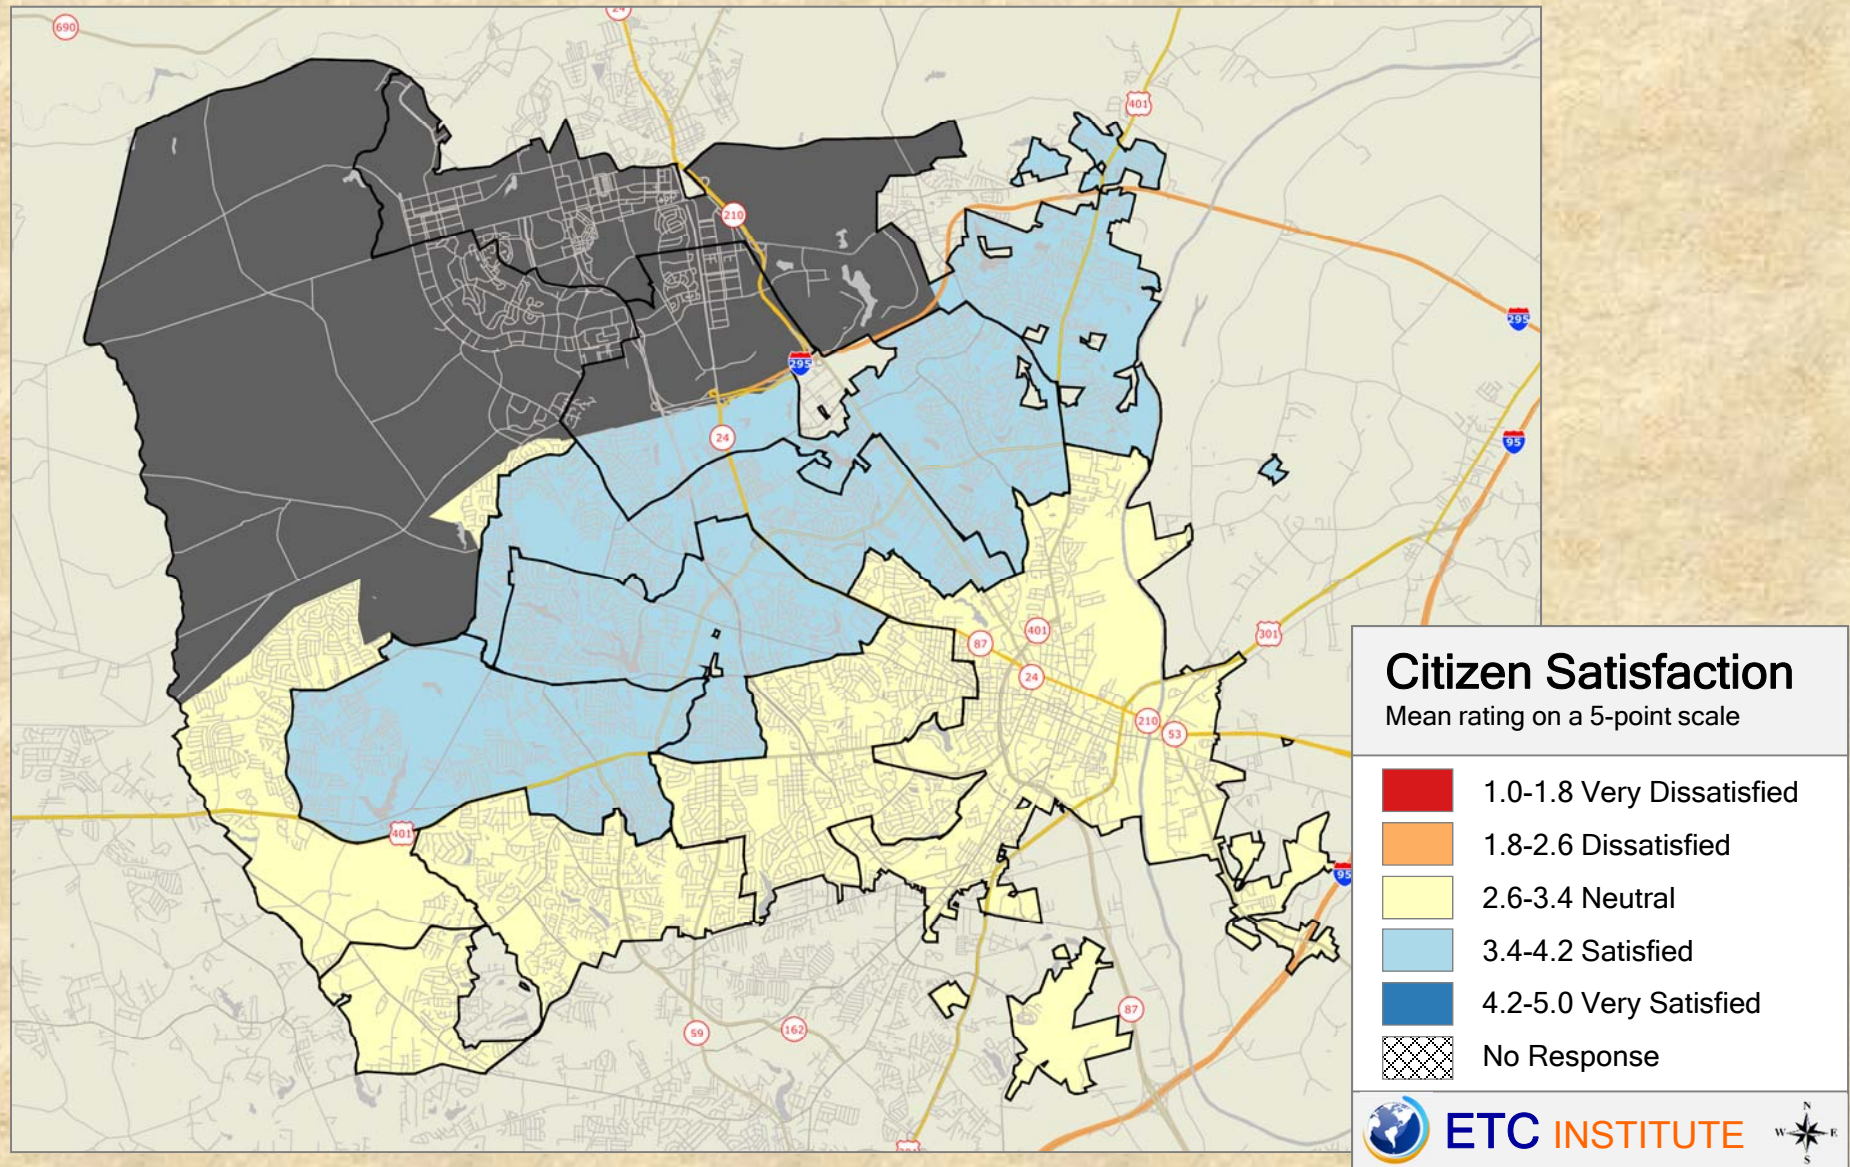 690
24
401
210
295
295
24
95
87
401
24
301
210
53
401
95
87
59
162
Citizen Satisfaction
Mean rating on a 5-point scale
1.0-1.8 Very Dissatisfied
1.8-2.6 Dissatisfied
2.6-3.4 Neutral
3.4-4.2 Satisfied
4.2-5.0 Very Satisfied
No Response
ETC INSTITUTE
N
W E
S